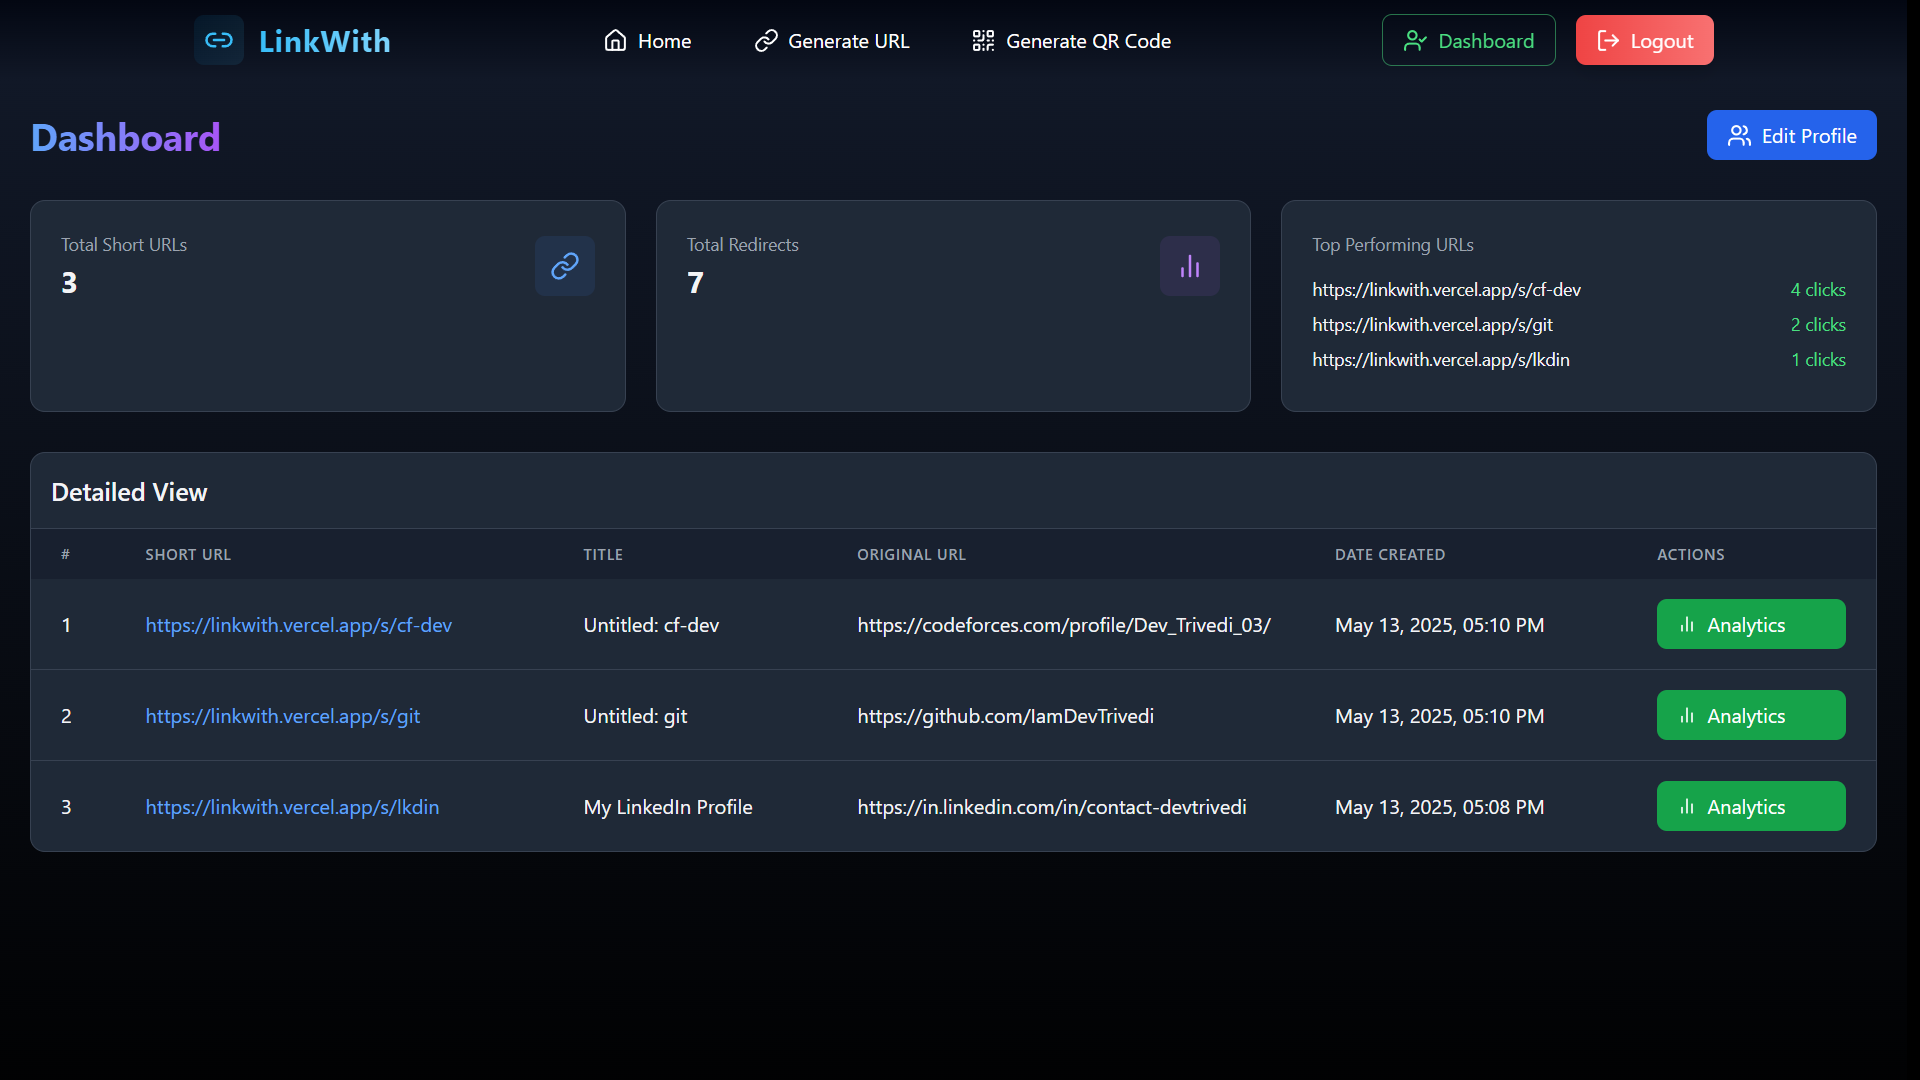 LinkWith
Home
Generate URL
Generate QR Code
Dashboard
Logout
Dashboard
Edit Profile
Total Short URLs
3
Total Redirects
7
Top Performing URLs
https://linkwith.vercel.app/s/cf-dev 4 clicks
https://linkwith.vercel.app/s/git 2 clicks
https://linkwith.vercel.app/s/lkdin 1 clicks
Detailed View
# SHORT URL TITLE ORIGINAL URL DATE CREATED ACTIONS
1 https://linkwith.vercel.app/s/cf-dev Untitled: cf-dev https://codeforces.com/profile/Dev_Trivedi_03/ May 13, 2025, 05:10 PM Analytics
2 https://linkwith.vercel.app/s/git Untitled: git https://github.com/IamDevTrivedi May 13, 2025, 05:10 PM Analytics
3 https://linkwith.vercel.app/s/lkdin My LinkedIn Profile https://in.linkedin.com/in/contact-devtrivedi May 13, 2025, 05:08 PM Analytics